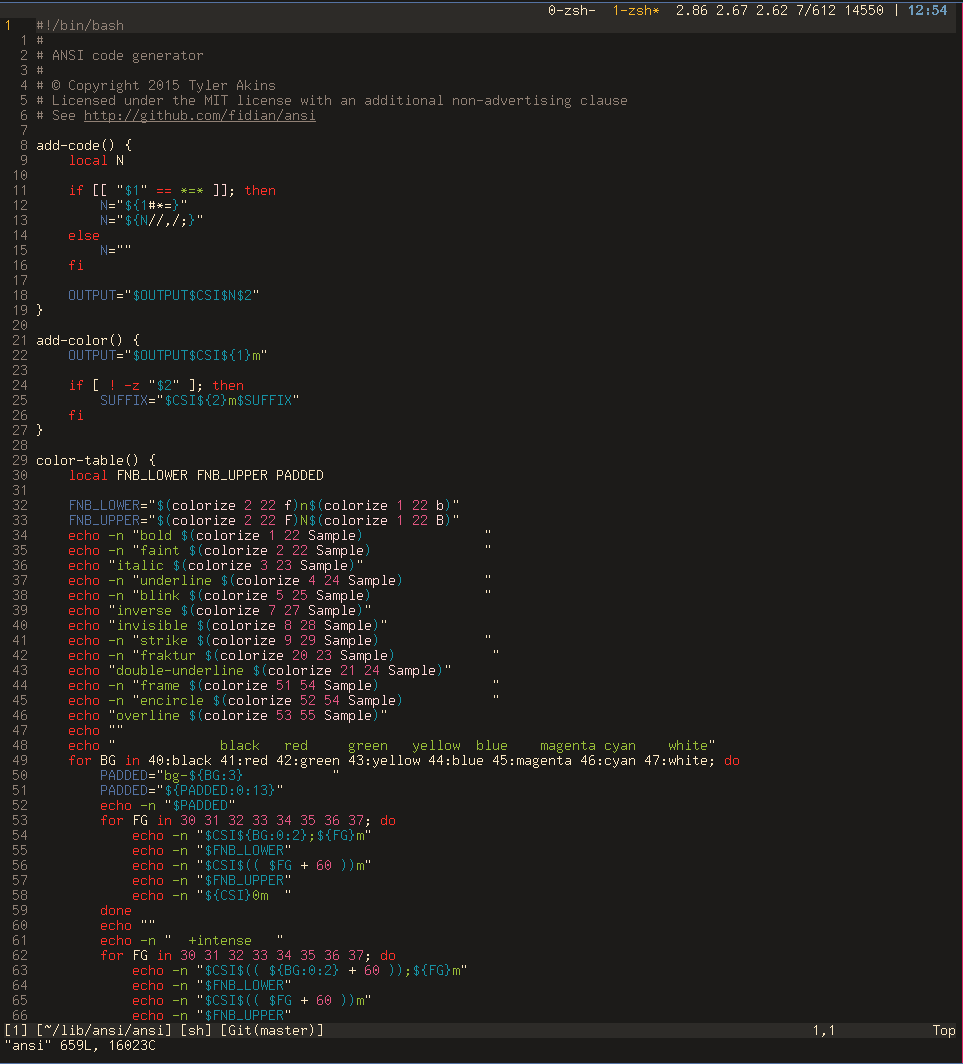 0-zsh-  1-zsh*  2.86 2.67 2.62 7/612 14550 | 12:54
1  #!/bin/bash
  1 #
  2 # ANSI code generator
  3 #
  4 # © Copyright 2015 Tyler Akins
  5 # Licensed under the MIT license with an additional non-advertising clause
  6 # See http://github.com/fidian/ansi
  7
  8 add-code() {
  9     local N
 10
 11     if [[ "$1" == *=* ]]; then
 12         N="${1#*=}"
 13         N="${N//,/;}"
 14     else
 15         N=""
 16     fi
 17
 18     OUTPUT="$OUTPUT$CSI$N$2"
 19 }
 20
 21 add-color() {
 22     OUTPUT="$OUTPUT$CSI${1}m"
 23
 24     if [ ! -z "$2" ]; then
 25         SUFFIX="$CSI${2}m$SUFFIX"
 26     fi
 27 }
 28
 29 color-table() {
 30     local FNB_LOWER FNB_UPPER PADDED
 31
 32     FNB_LOWER="$(colorize 2 22 f)n$(colorize 1 22 b)"
 33     FNB_UPPER="$(colorize 2 22 F)N$(colorize 1 22 B)"
 34     echo -n "bold $(colorize 1 22 Sample)               "
 35     echo -n "faint $(colorize 2 22 Sample)              "
 36     echo "italic $(colorize 3 23 Sample)"
 37     echo -n "underline $(colorize 4 24 Sample)          "
 38     echo -n "blink $(colorize 5 25 Sample)              "
 39     echo "inverse $(colorize 7 27 Sample)"
 40     echo "invisible $(colorize 8 28 Sample)"
 41     echo -n "strike $(colorize 9 29 Sample)             "
 42     echo -n "fraktur $(colorize 20 23 Sample)            "
 43     echo "double-underline $(colorize 21 24 Sample)"
 44     echo -n "frame $(colorize 51 54 Sample)              "
 45     echo -n "encircle $(colorize 52 54 Sample)           "
 46     echo "overline $(colorize 53 55 Sample)"
 47     echo ""
 48     echo "             black   red     green   yellow  blue    magenta cyan    white"
 49     for BG in 40:black 41:red 42:green 43:yellow 44:blue 45:magenta 46:cyan 47:white; do
 50         PADDED="bg-${BG:3}           "
 51         PADDED="${PADDED:0:13}"
 52         echo -n "$PADDED"
 53         for FG in 30 31 32 33 34 35 36 37; do
 54             echo -n "$CSI${BG:0:2};${FG}m"
 55             echo -n "$FNB_LOWER"
 56             echo -n "$CSI$(( $FG + 60 ))m"
 57             echo -n "$FNB_UPPER"
 58             echo -n "${CSI}0m  "
 59         done
 60         echo ""
 61         echo -n "  +intense   "
 62         for FG in 30 31 32 33 34 35 36 37; do
 63             echo -n "$CSI$(( ${BG:0:2} + 60 ));${FG}m"
 64             echo -n "$FNB_LOWER"
 65             echo -n "$CSI$(( $FG + 60 ))m"
 66             echo -n "$FNB_UPPER"
[1] [~/lib/ansi/ansi] [sh] [Git(master)]                                                             1,1            Top
"ansi" 659L, 16023C